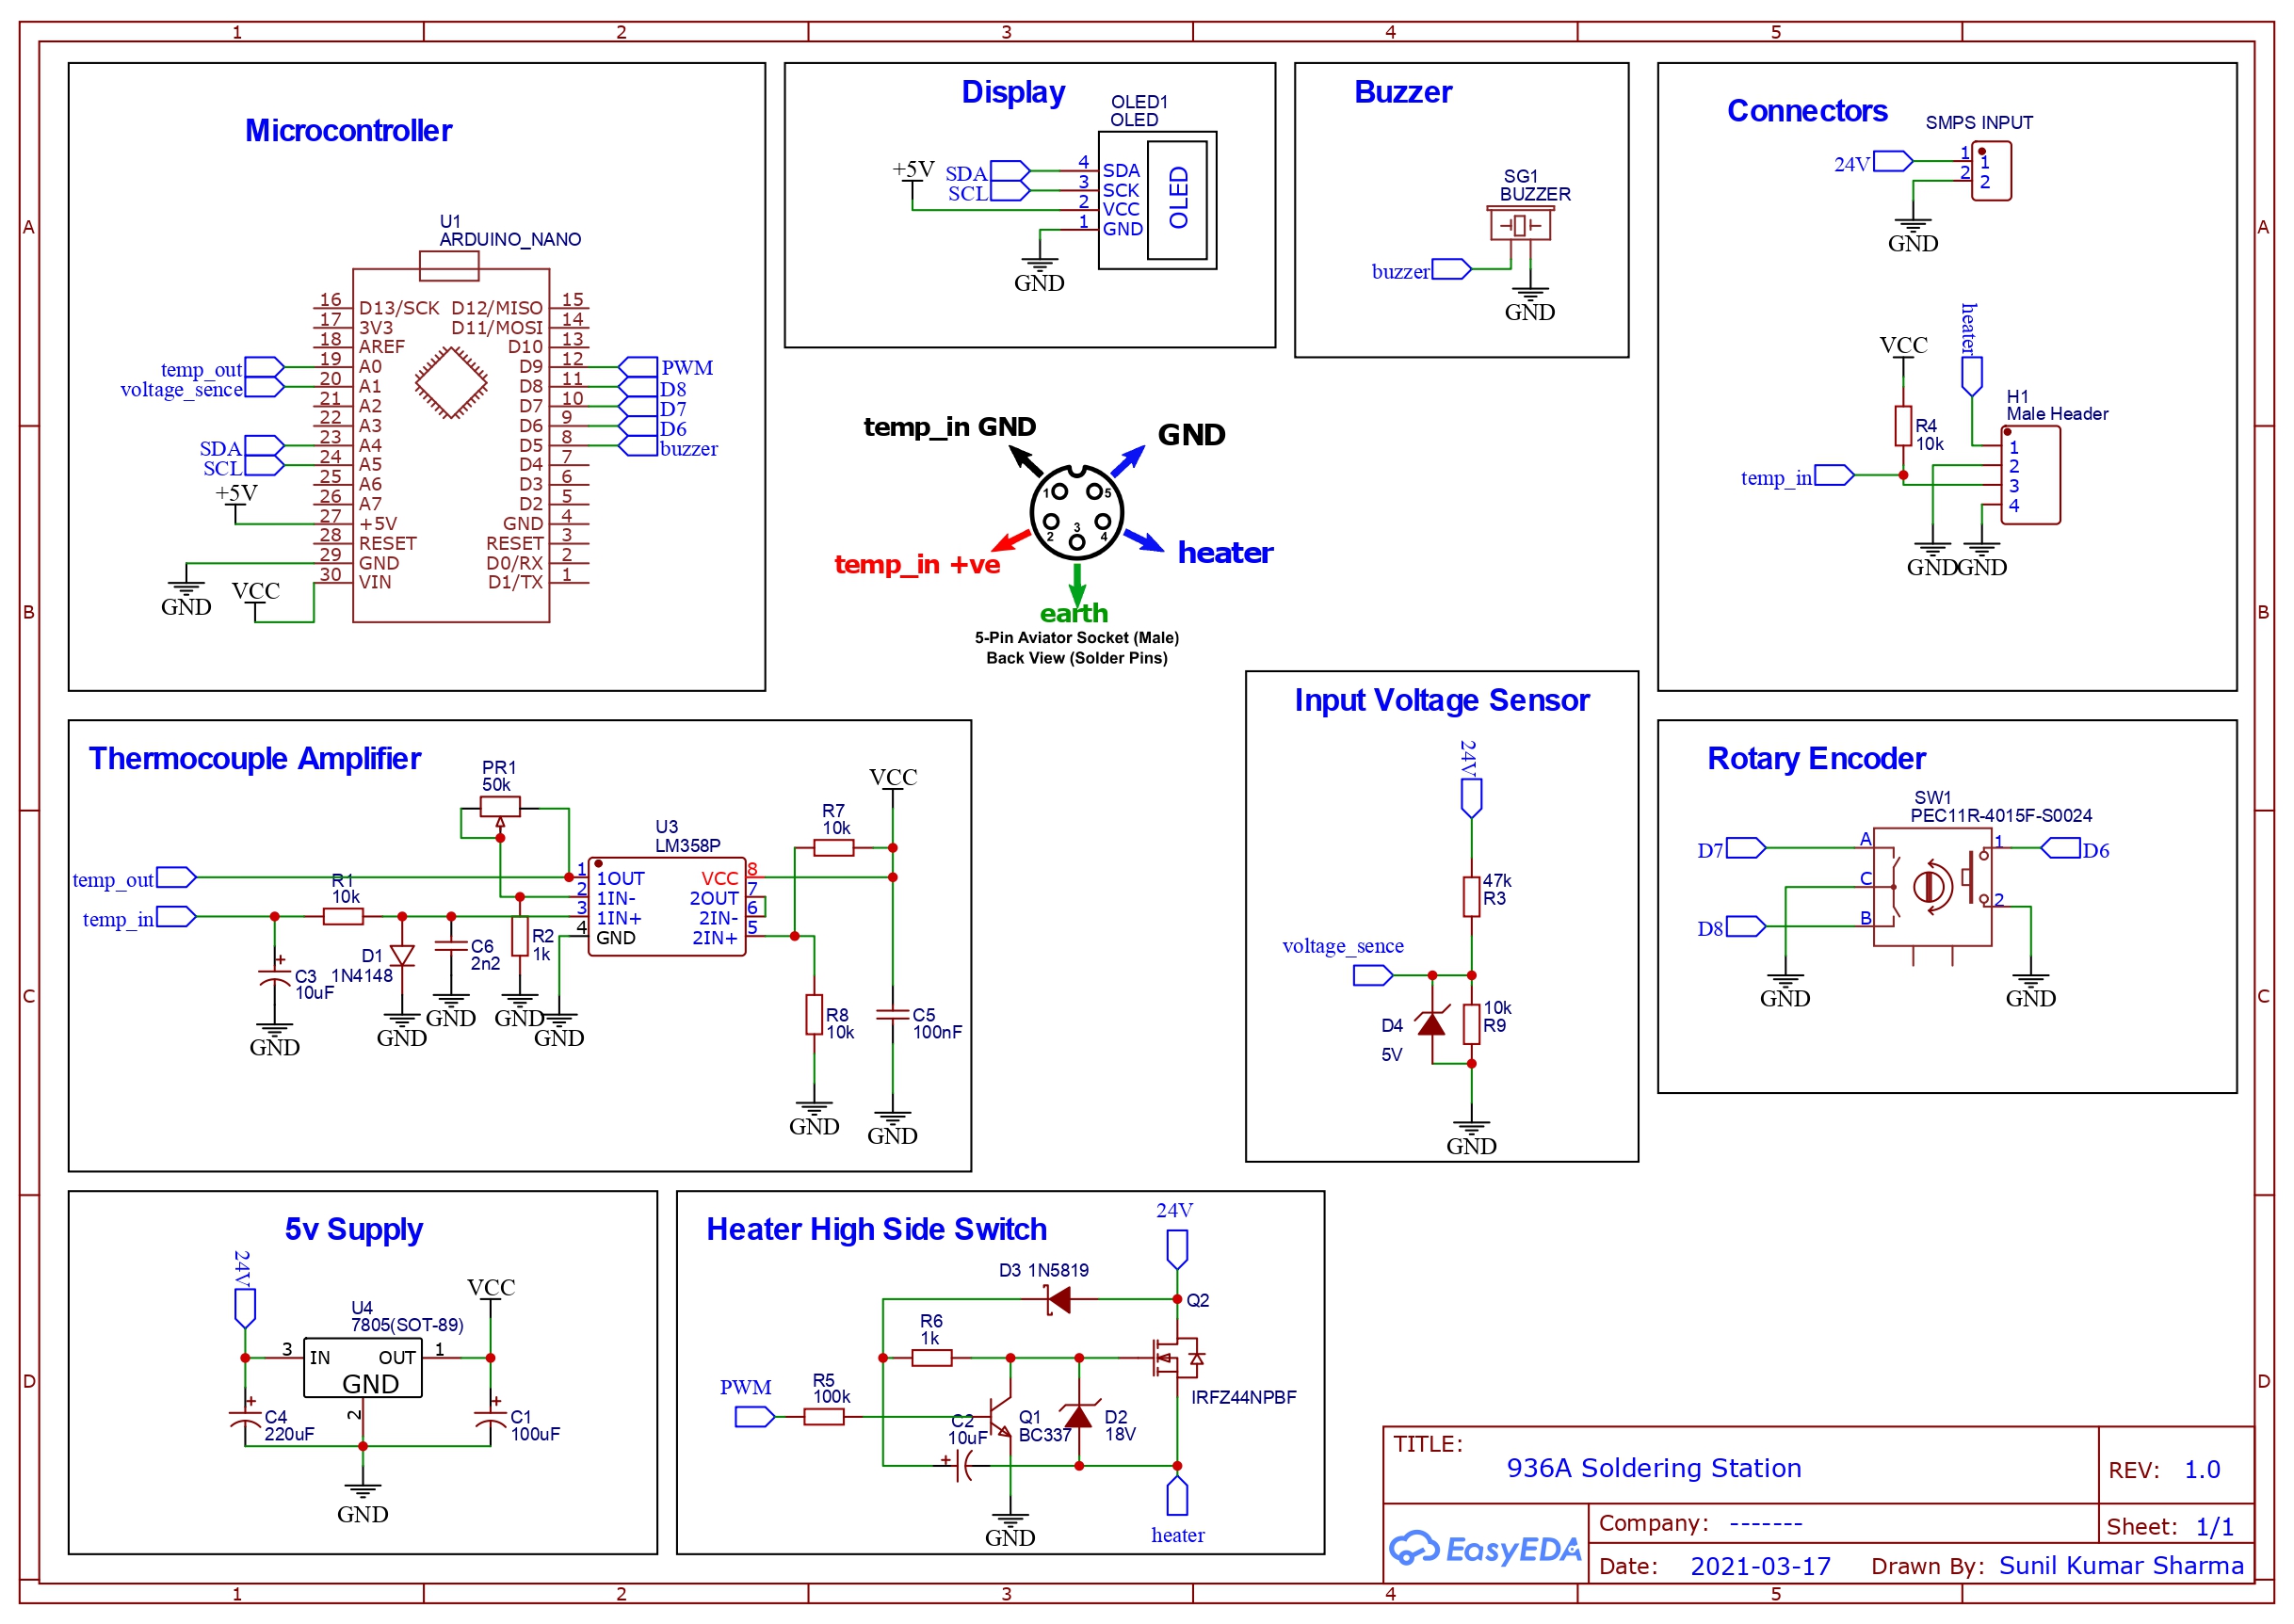 1 2 3 4 5
A
B
C
D
A
B
C
D
Microcontroller
U1
ARDUINO_NANO
16 D13/SCK D12/MISO 15
17 3V3 D11/MOSI 14
18 AREF D10 13
temp_out 19 A0 D9 12 PWM
voltage_sence 20 A1 D8 11 D8
21 A2 D7 10 D7
22 A3 D6 9 D6
SDA 23 A4 D5 8 buzzer
SCL 24 A5 D4 7
25 A6 D3 6
+5V 26 A7 D2 5
27 +5V GND 4
28 RESET RESET 3
29 GND D0/RX 2
30 VIN D1/TX 1
GND VCC
Display
OLED1
OLED
+5V SDA 4 SDA
SCL 3 SCK
2 VCC
1 GND
OLED
GND
Buzzer
SG1
BUZZER
buzzer
GND
Connectors
SMPS INPUT
24V 1 1
2 2
GND
heater
VCC
H1
Male Header
R4
10k
temp_in
1
2
3
4
GND GND
temp_in GND
GND
1 5
2 3 4
temp_in +ve
heater
earth
5-Pin Aviator Socket (Male)
Back View (Solder Pins)
Thermocouple Amplifier
PR1
50k
VCC
R7
10k
U3
LM358P
temp_out
R1
10k
temp_in
1 1OUT VCC 8
2 1IN- 2OUT 7
3 1IN+ 2IN- 6
4 GND 2IN+ 5
C3
10uF
D1
1N4148
C6
2n2
R2
1k
GND
GND
GND
GND
GND
R8
10k
C5
100nF
GND
GND
Input Voltage Sensor
24V
47k
R3
voltage_sence
D4
5V
10k
R9
GND
Rotary Encoder
SW1
PEC11R-4015F-S0024
D7 A 1 D6
C
D8 B 2
GND
GND
5v Supply
24V
VCC
U4
7805(SOT-89)
3 IN OUT 1
GND
2
+
C4
220uF
+
C1
100uF
GND
Heater High Side Switch
24V
D3 1N5819
Q2
R6
1k
PWM
R5
100k
IRFZ44NPBF
C2
10uF
+
Q1
BC337
D2
18V
GND
heater
TITLE:
936A Soldering Station
REV: 1.0
EasyEDA
Company: -------
Sheet: 1/1
Date: 2021-03-17 Drawn By: Sunil Kumar Sharma
1 2 3 4 5